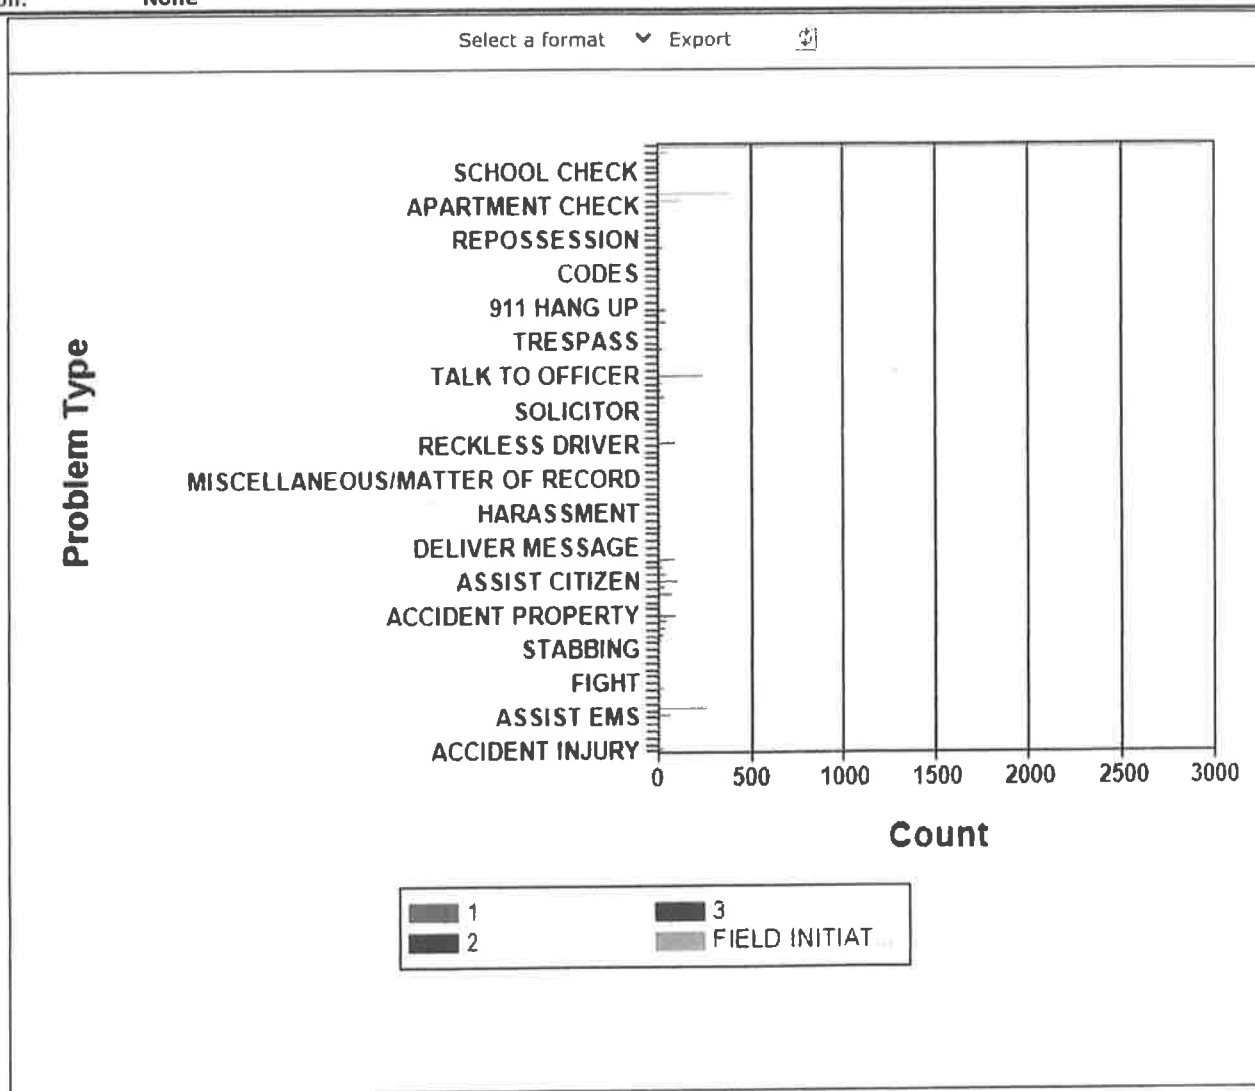 None
Select a format Export
SCHOOL CHECK
APARTMENT CHECK
REPOSSESSION
CODES
911 HANG UP
TRESPASS
TALK TO OFFICER
SOLICITOR
RECKLESS DRIVER
MISCELLANEOUS/MATTER OF RECORD
HARASSMENT
DELIVER MESSAGE
ASSIST CITIZEN
ACCIDENT PROPERTY
STABBING
FIGHT
ASSIST EMS
ACCIDENT INJURY
Problem Type
0 500 1000 1500 2000 2500 3000
Count
1 3
2 FIELD INITIAT...